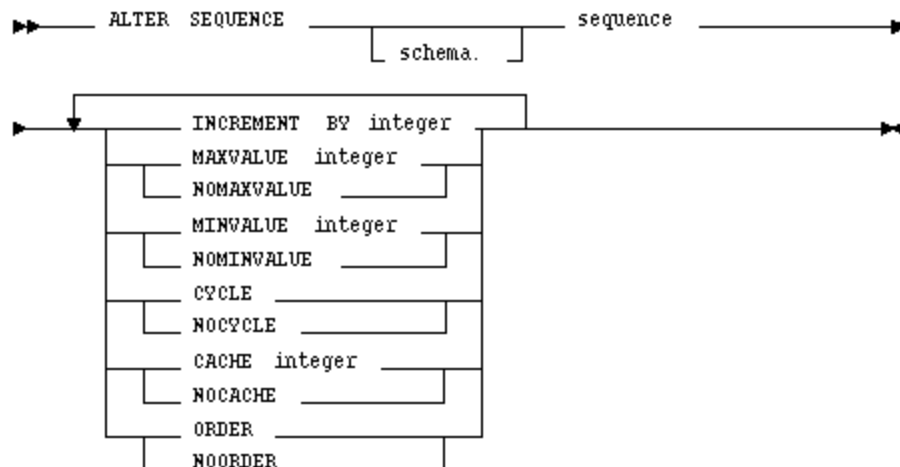 ALTER SEQUENCE sequence
schema.
INCREMENT BY integer
MAXVALUE integer
NOMAXVALUE
MINVALUE integer
NOMINVALUE
CYCLE
NOCYCLE
CACHE integer
NOCACHE
ORDER
NOORDER